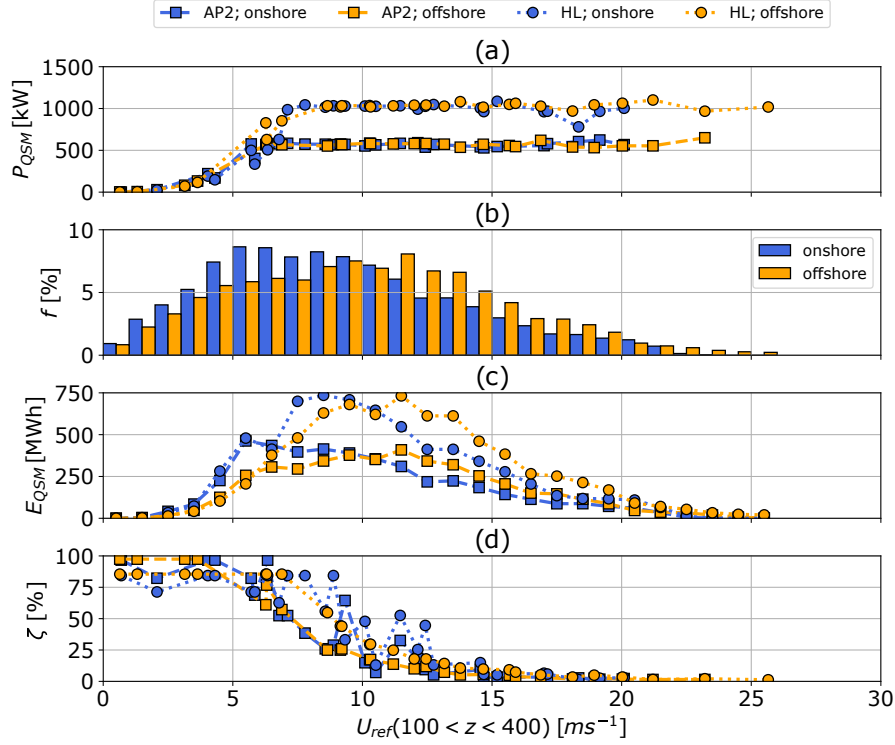 AP2; onshore AP2; offshore HL; onshore HL; offshore
(a)
1500
1000
500
0
P_QSM [kW]
(b)
10
5
0
f [%]
onshore
offshore
(c)
750
500
250
0
E_QSM [MWh]
(d)
100
75
50
25
0
ζ [%]
0 5 10 15 20 25 30
U_ref(100 < z < 400) [ms⁻¹]